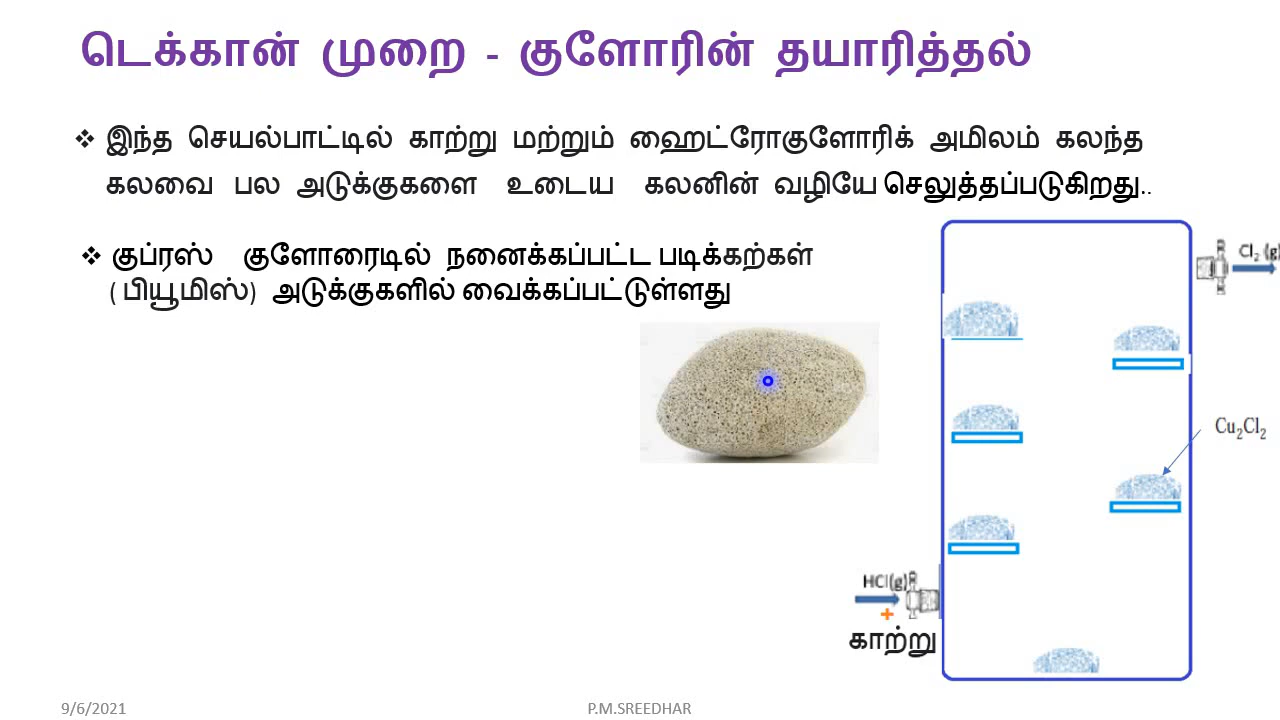 டெக்கான் முறை - குளோரின் தயாரித்தல்
❖ இந்த செயல்பாட்டில் காற்று மற்றும் ஹைட்ரோகுளோரிக் அமிலம் கலந்த
கலவை பல அடுக்குகளை உடைய கலனின் வழியே செலுத்தப்படுகிறது..
❖ குப்ரஸ் குளோரைடில் நனைக்கப்பட்ட படிக்கற்கள்
( பியூமிஸ்) அடுக்குகளில் வைக்கப்பட்டுள்ளது
Cl₂ (g)
Cu₂Cl₂
HCl(g)
+
காற்று
9/6/2021
P.M.SREEDHAR